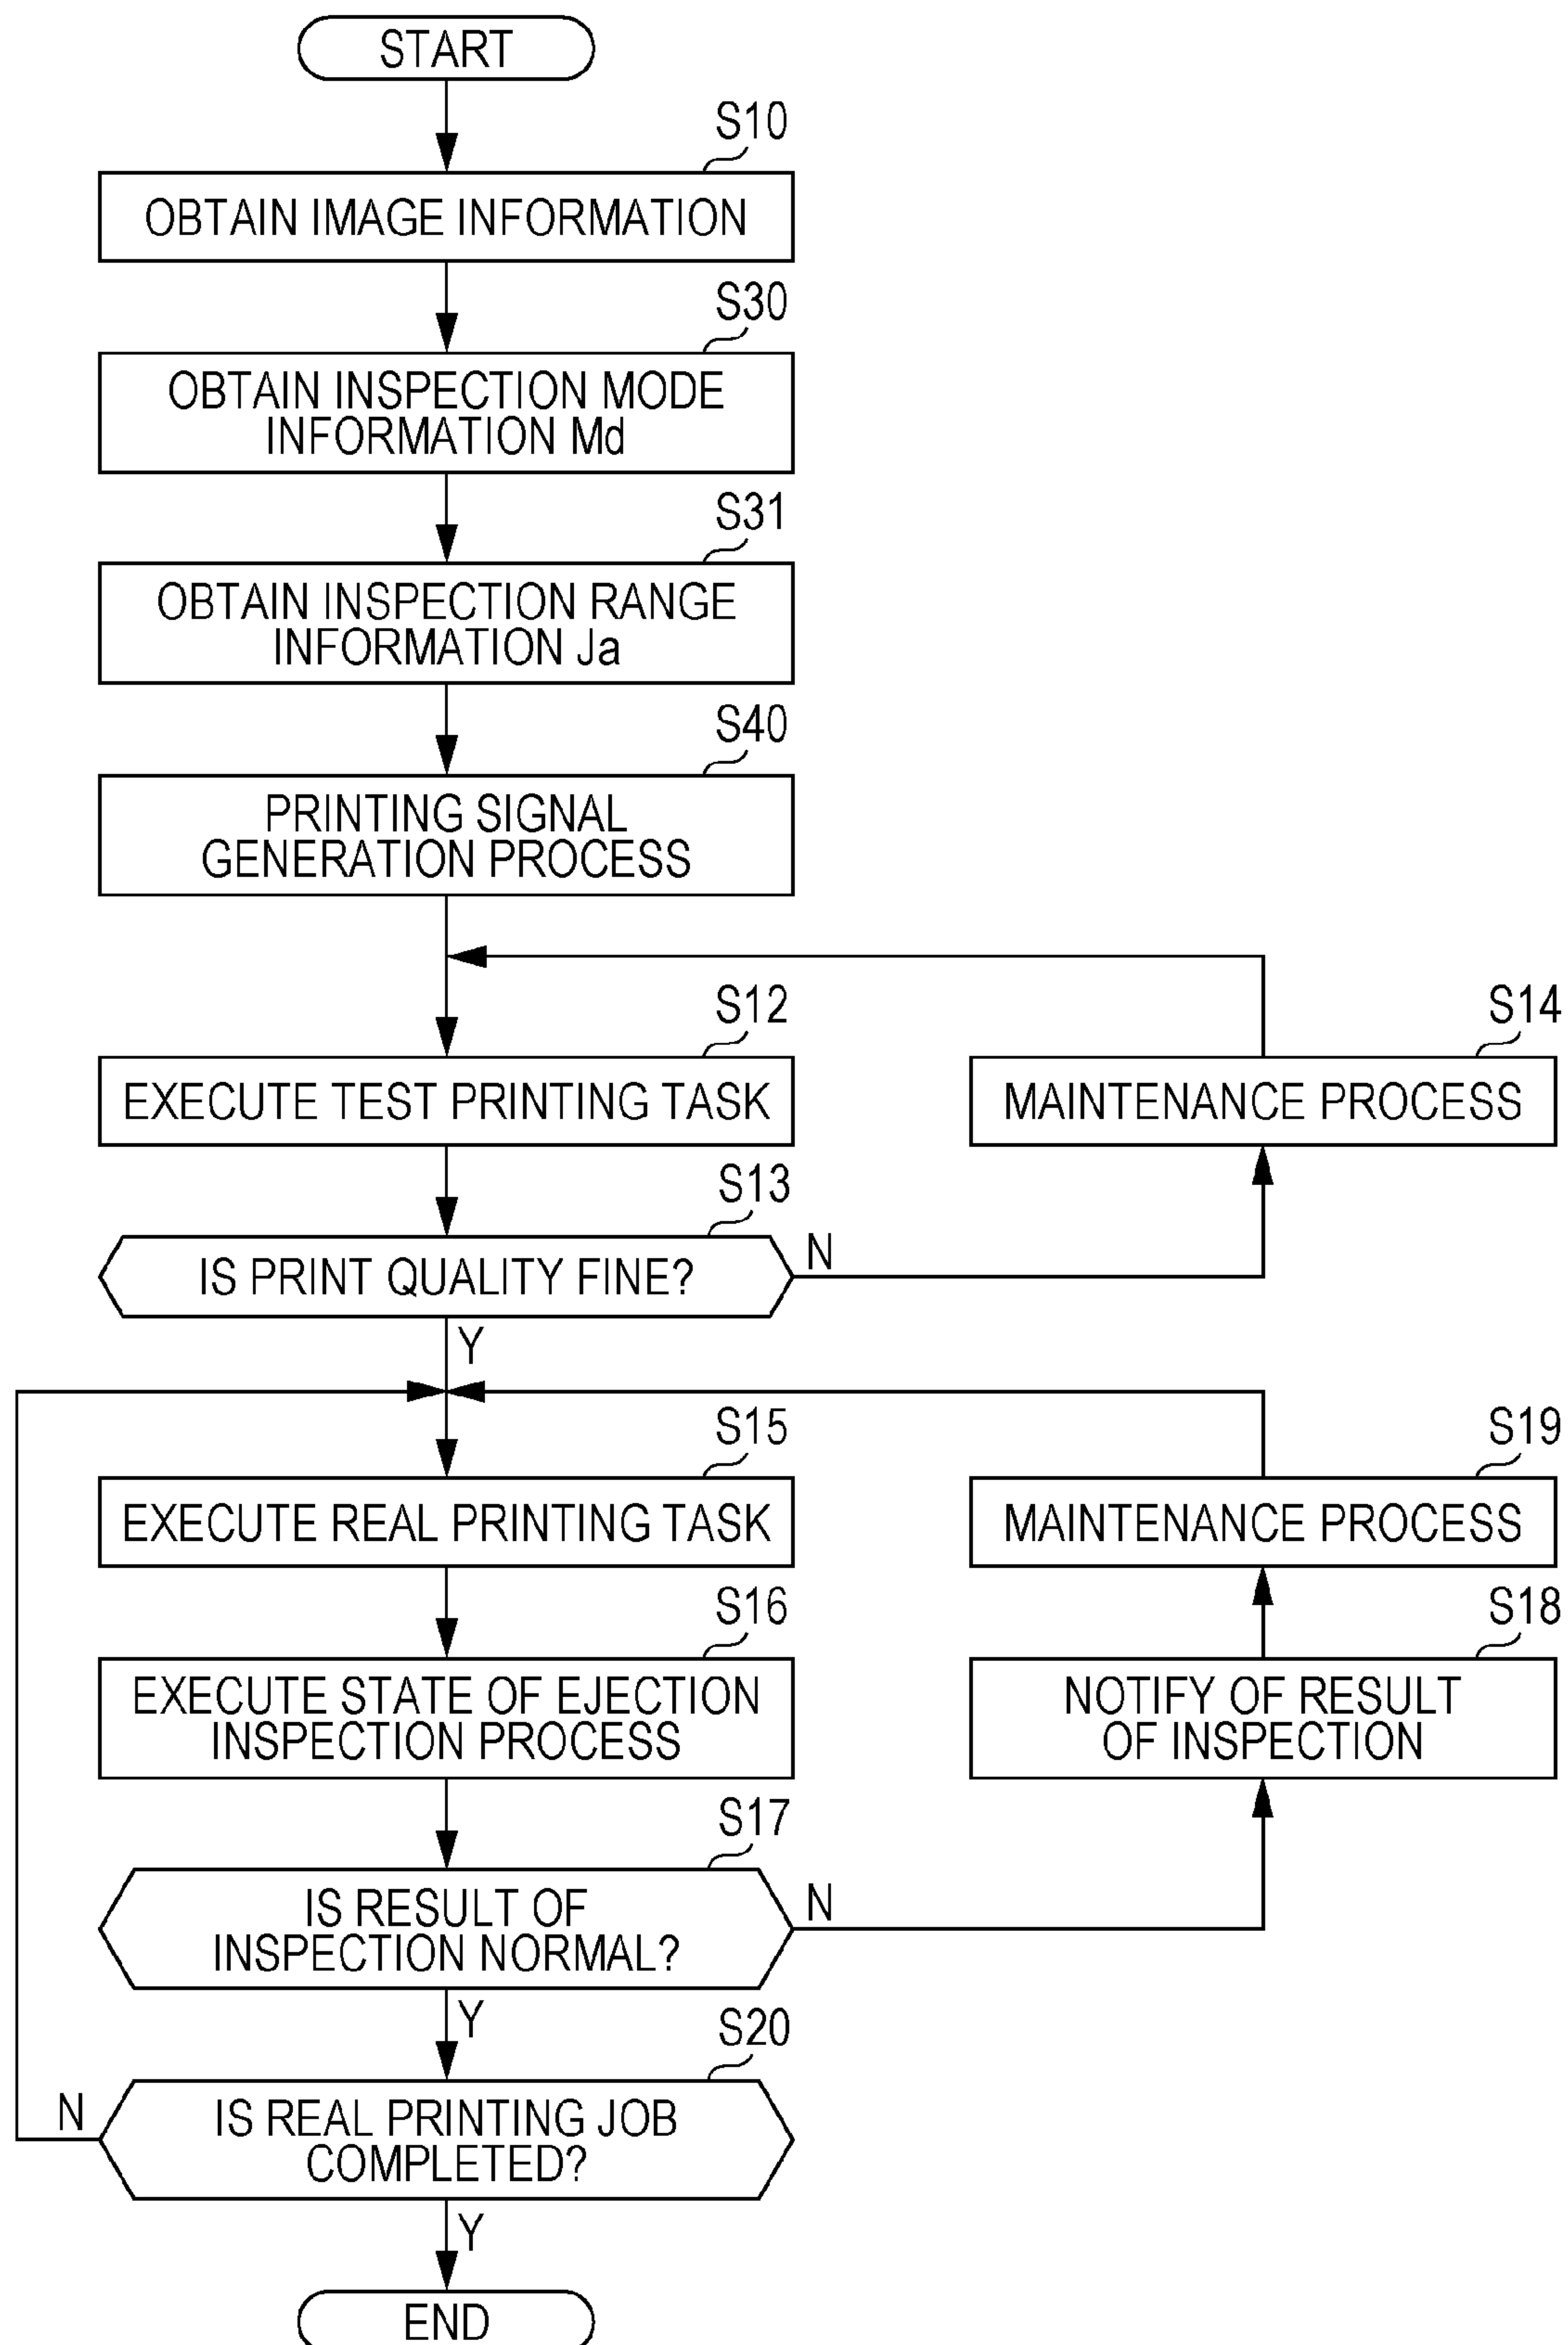 START
S10
OBTAIN IMAGE INFORMATION
S30
OBTAIN INSPECTION MODE
INFORMATION Md
S31
OBTAIN INSPECTION RANGE
INFORMATION Ja
S40
PRINTING SIGNAL
GENERATION PROCESS
S12
EXECUTE TEST PRINTING TASK
S14
MAINTENANCE PROCESS
S13
IS PRINT QUALITY FINE?
N
Y
S15
EXECUTE REAL PRINTING TASK
S19
MAINTENANCE PROCESS
S16
EXECUTE STATE OF EJECTION
INSPECTION PROCESS
S18
NOTIFY OF RESULT
OF INSPECTION
S17
IS RESULT OF
INSPECTION NORMAL?
N
Y
S20
IS REAL PRINTING JOB
COMPLETED?
N
Y
END